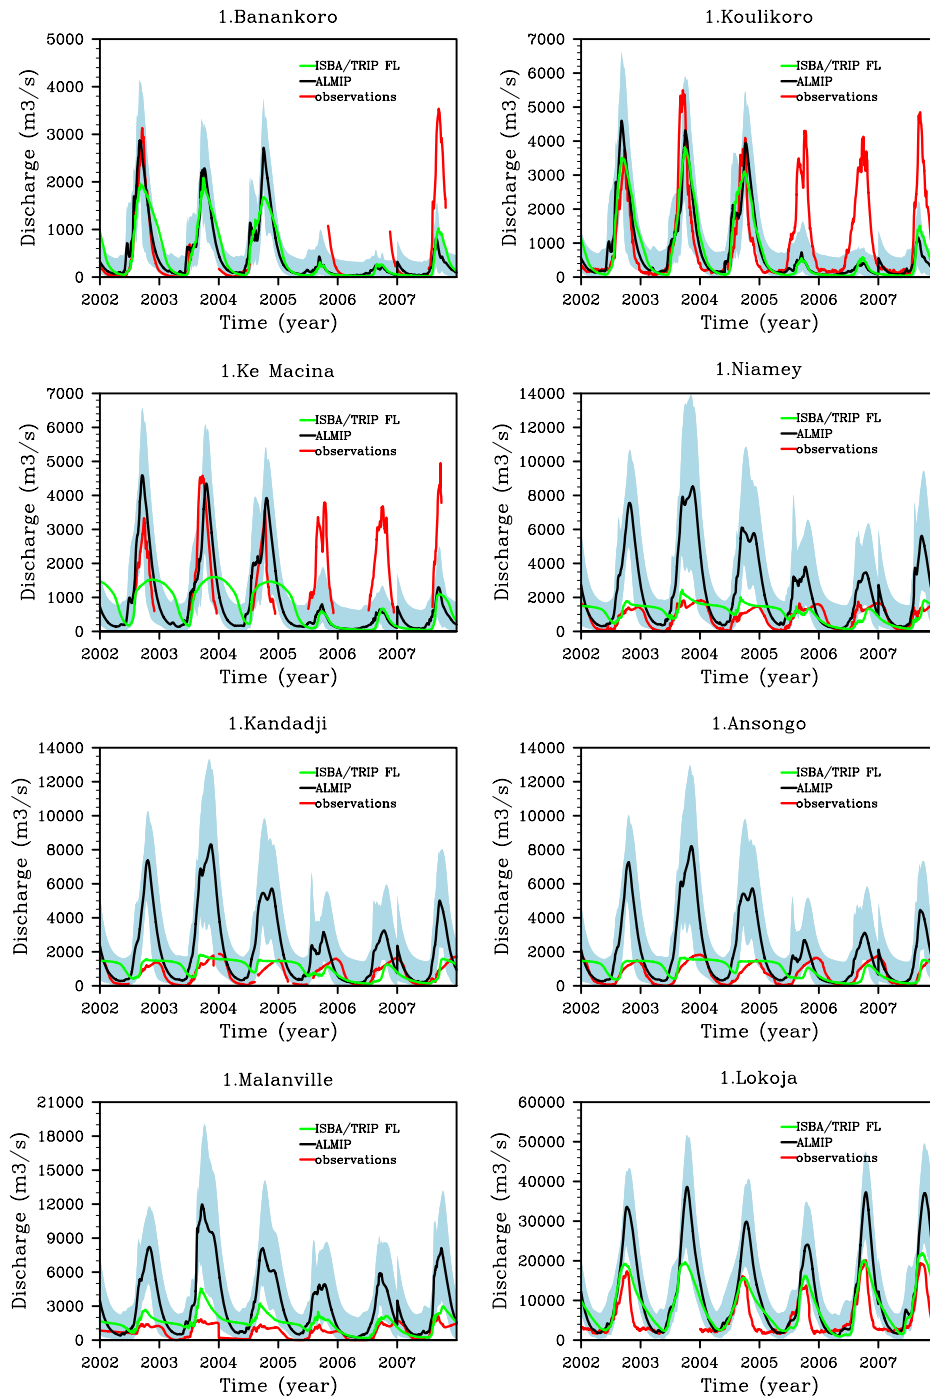 1.Banankoro
Discharge (m3/s)
5000
4000
3000
2000
1000
0
ISBA/TRIP FL
ALMIP
observations
2002 2003 2004 2005 2006 2007
Time (year)
1.Koulikoro
Discharge (m3/s)
7000
6000
5000
4000
3000
2000
1000
0
ISBA/TRIP FL
ALMIP
observations
2002 2003 2004 2005 2006 2007
Time (year)
1.Ke Macina
Discharge (m3/s)
7000
6000
5000
4000
3000
2000
1000
0
ISBA/TRIP FL
ALMIP
observations
2002 2003 2004 2005 2006 2007
Time (year)
1.Niamey
Discharge (m3/s)
14000
12000
10000
8000
6000
4000
2000
0
ISBA/TRIP FL
ALMIP
observations
2002 2003 2004 2005 2006 2007
Time (year)
1.Kandadji
Discharge (m3/s)
14000
12000
10000
8000
6000
4000
2000
0
ISBA/TRIP FL
ALMIP
observations
2002 2003 2004 2005 2006 2007
Time (year)
1.Ansongo
Discharge (m3/s)
14000
12000
10000
8000
6000
4000
2000
0
ISBA/TRIP FL
ALMIP
observations
2002 2003 2004 2005 2006 2007
Time (year)
1.Malanville
Discharge (m3/s)
21000
18000
15000
12000
9000
6000
3000
0
ISBA/TRIP FL
ALMIP
observations
2002 2003 2004 2005 2006 2007
Time (year)
1.Lokoja
Discharge (m3/s)
60000
50000
40000
30000
20000
10000
0
ISBA/TRIP FL
ALMIP
observations
2002 2003 2004 2005 2006 2007
Time (year)